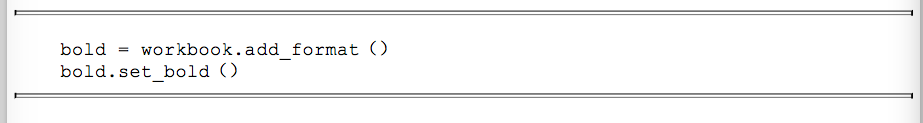 bold = workbook.add_format ()
bold.set_bold ()